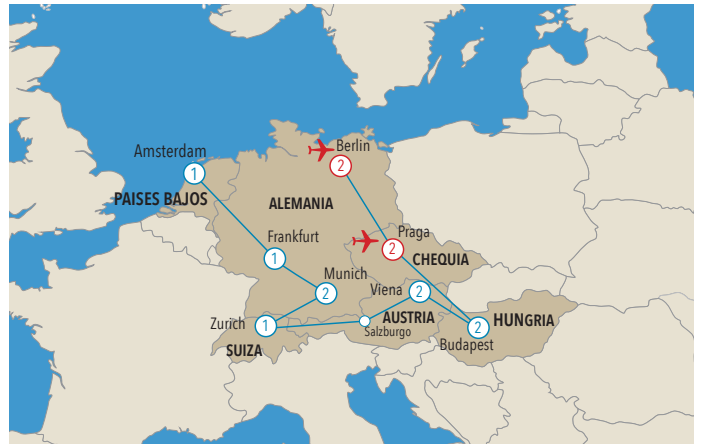 Berlin
2
Amsterdam
1
PAISES BAJOS
ALEMANIA
Praga
2
CHEQUIA
Frankfurt
1
Munich
2
Viena
2
Zurich
1
SUIZA
Salzburgo
AUSTRIA
HUNGRIA
2
Budapest